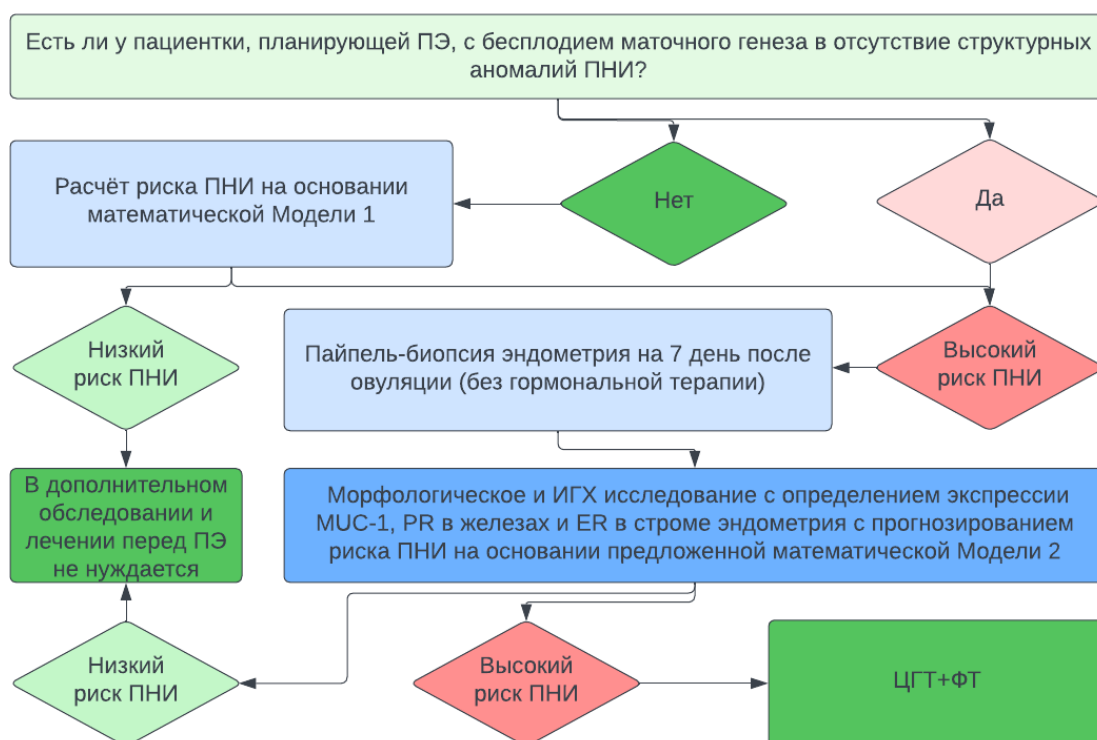 Есть ли у пациентки, планирующей ПЭ, с бесплодием маточного генеза в отсутствие структурных
аномалий ПНИ?
Расчёт риска ПНИ на основании
математической Модели 1
Нет
Да
Низкий
риск ПНИ
Пайпель-биопсия эндометрия на 7 день после
овуляции (без гормональной терапии)
Высокий
риск ПНИ
В дополнительном
обследовании и
лечении перед ПЭ
не нуждается
Морфологическое и ИГХ исследование с определением экспрессии
MUC-1, PR в железах и ER в строме эндометрия с прогнозированием
риска ПНИ на основании предложенной математической Модели 2
Низкий
риск ПНИ
Высокий
риск ПНИ
ЦГТ+ФТ